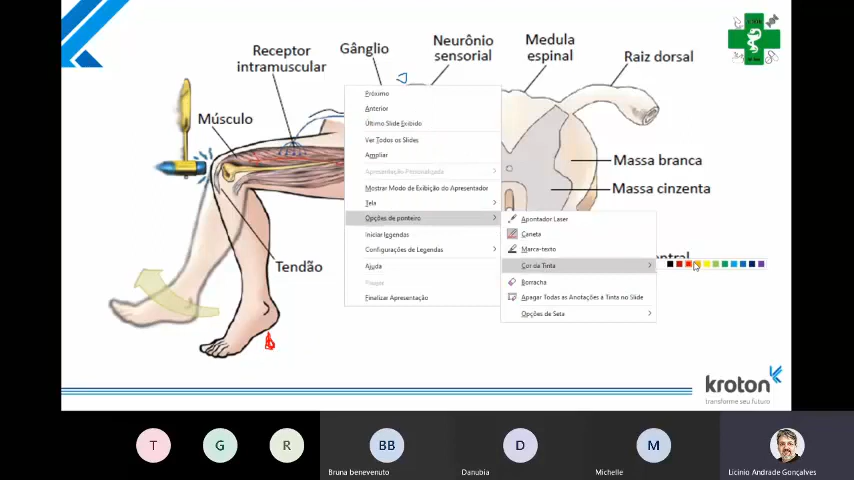 Receptor
intramuscular
Gânglio
Neurônio
sensorial
Medula
espinal
Raiz dorsal
Músculo
Massa branca
Massa cinzenta
Tendão
Próximo
Anterior
Último Slide Exibido
Ver Todos os Slides
Ampliar
Apresentação Personalizada
Mostrar Modo de Exibição do Apresentador
Tela
Opções de ponteiro
Iniciar legendas
Configurações de Legendas
Ajuda
Pausar
Finalizar Apresentação
Apontador Laser
Caneta
Marca-texto
Cor da Tinta
Borracha
Apagar Todas as Anotações à Tinta no Slide
Opções de Seta
kroton
transforme seu futuro
T
G
R
BB
D
M
Bruna benevenuto
Danubia
Michelle
Licinio Andrade Gonçalves